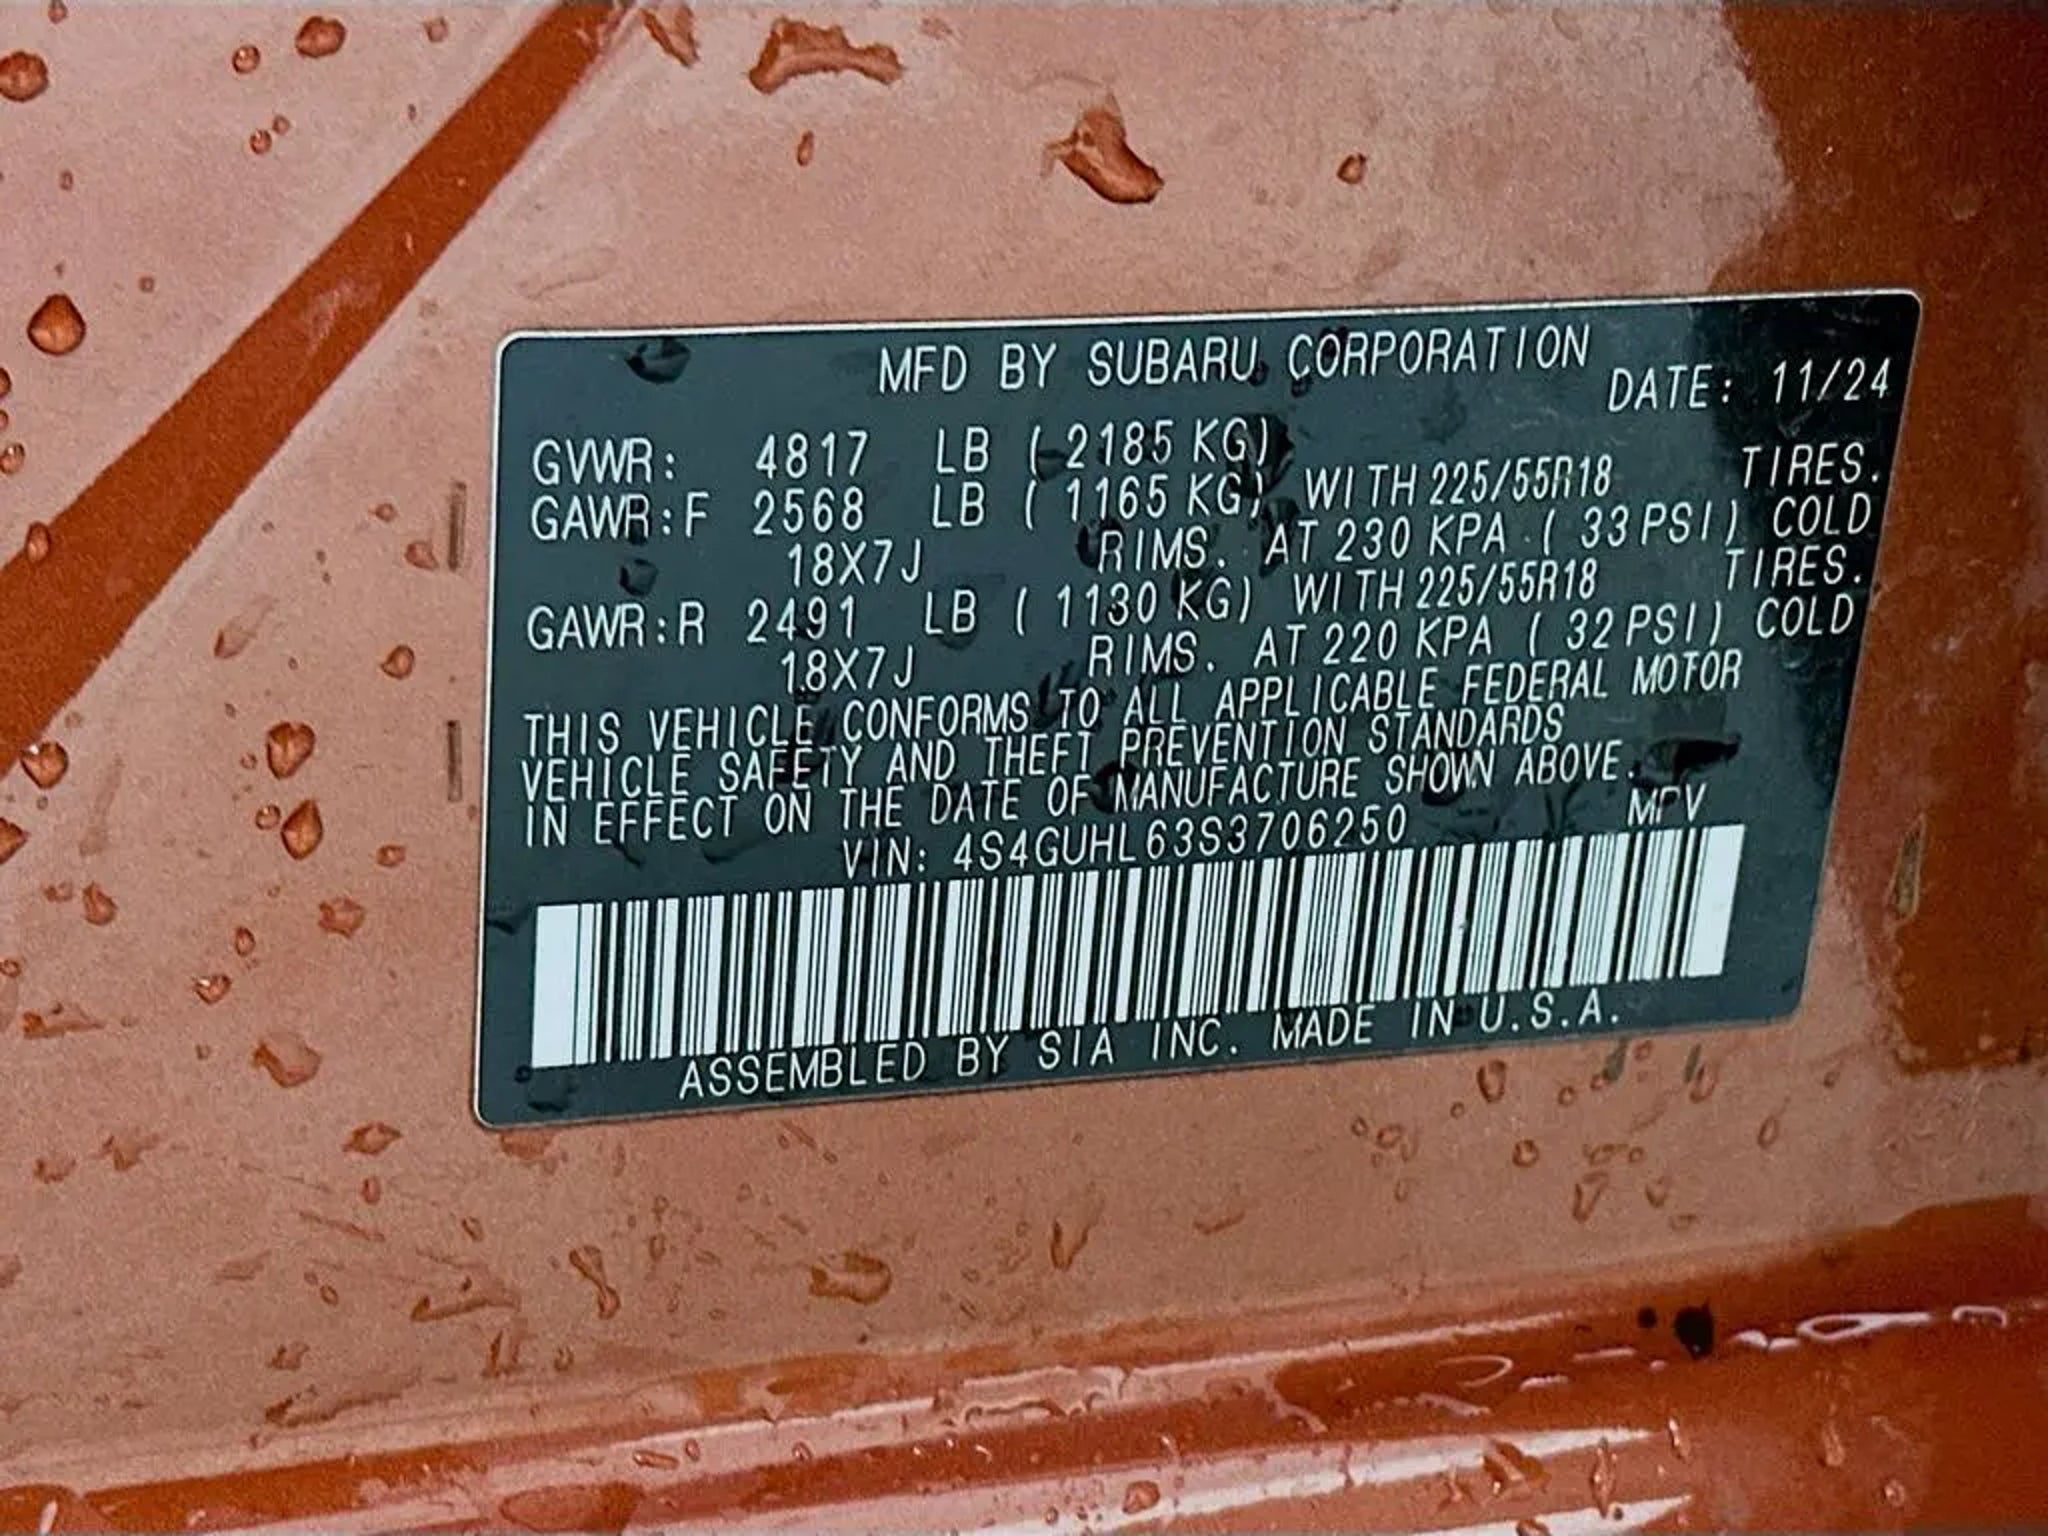 MFD BY SUBARU CORPORATION
DATE: 11/24
GVWR: 4817 LB ( 2185 KG)
GAWR:F 2568 LB ( 1165 KG) WITH 225/55R18 TIRES.
18X7J RIMS. AT 230 KPA ( 33 PSI) COLD
GAWR:R 2491 LB ( 1130 KG) WITH 225/55R18 TIRES.
18X7J RIMS. AT 220 KPA ( 32 PSI) COLD
THIS VEHICLE CONFORMS TO ALL APPLICABLE FEDERAL MOTOR
VEHICLE SAFETY AND THEFT PREVENTION STANDARDS
IN EFFECT ON THE DATE OF MANUFACTURE SHOWN ABOVE.
VIN: 4S4GUHL63S3706250 MPV
ASSEMBLED BY SIA INC. MADE IN U.S.A.